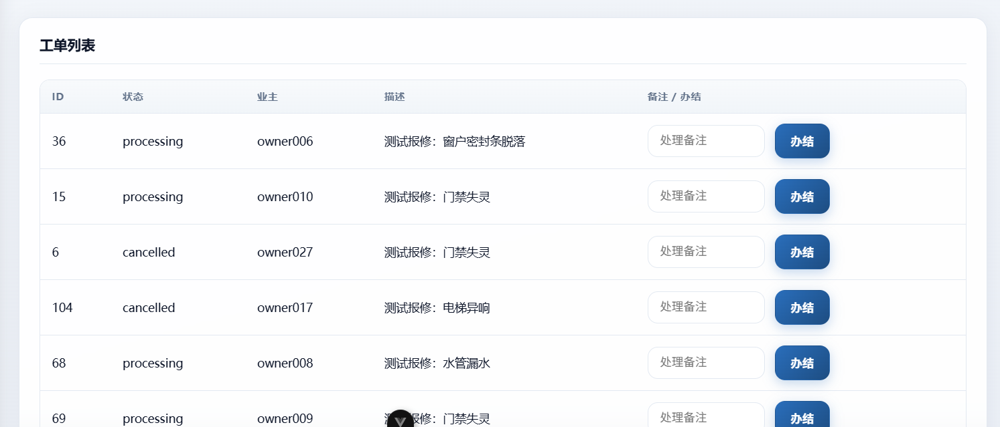 工单列表
ID 状态 业主 描述 备注 / 办结
36 processing owner006 测试报修：窗户密封条脱落 处理备注 办结
15 processing owner010 测试报修：门禁失灵 处理备注 办结
6 cancelled owner027 测试报修：门禁失灵 处理备注 办结
104 cancelled owner017 测试报修：电梯异响 处理备注 办结
68 processing owner008 测试报修：水管漏水 处理备注 办结
69 processing owner009 报修：门禁失灵 处理备注 办结